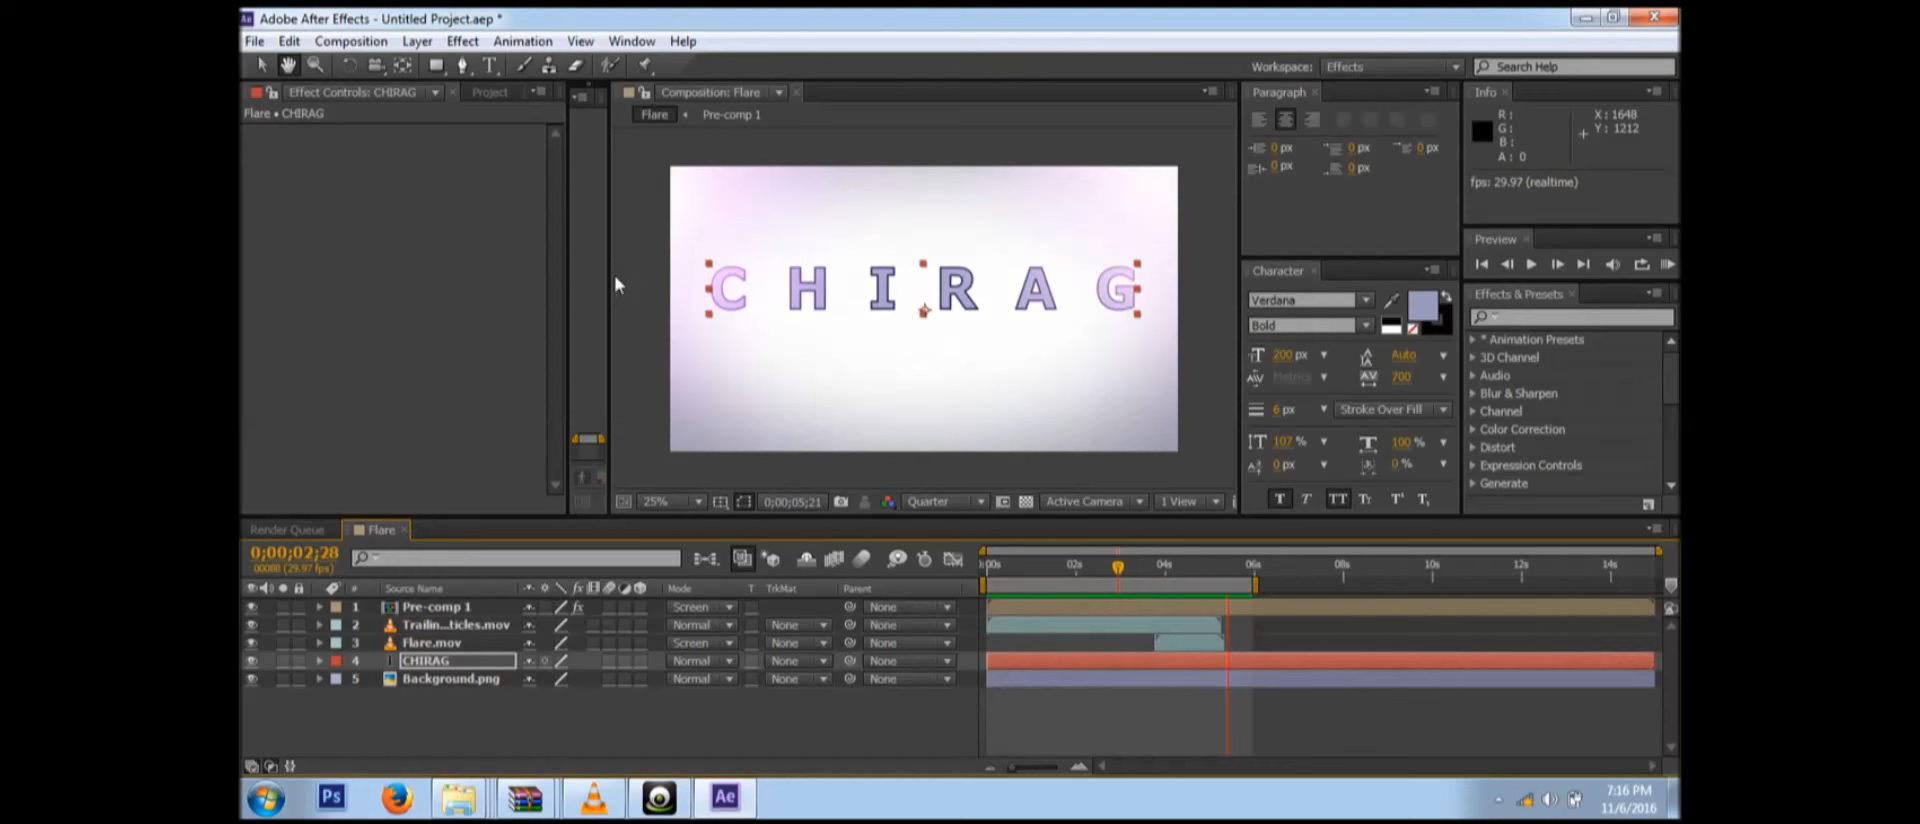 Adobe After Effects - Untitled Project.aep *
File Edit Composition Layer Effect Animation View Window Help
Workspace: Effects Search Help
Effect Controls: CHIRAG Project
Flare • CHIRAG
Composition: Flare
Flare Pre-comp 1
C H I R A G
25% 0;00;05;21 Quarter Active Camera 1 View
Paragraph
0 px 0 px 0 px
0 px 0 px
Character
Verdana
Bold
200 px Auto
Metrics 700
6 px Stroke Over Fill
107 % 100 %
0 px 0 %
T T TT Tt T¹ T,
Info
R :
G :
B :
A : 0
X : 1648
Y : 1212
fps: 29.97 (realtime)
Preview
Effects & Presets
* Animation Presets
3D Channel
Audio
Blur & Sharpen
Channel
Color Correction
Distort
Expression Controls
Generate
Render Queue Flare
0;00;02;28
00088 (29.97 fps)
:00s 02s 04s 06s 08s 10s 12s 14s
# Source Name fx Mode T TrkMat Parent
1 Pre-comp 1 fx Screen None
2 Trailin...ticles.mov Normal None None
3 Flare.mov Screen None None
4 CHIRAG Normal None None
5 Background.png Normal None None
Ps Ae
7:16 PM
11/6/2016